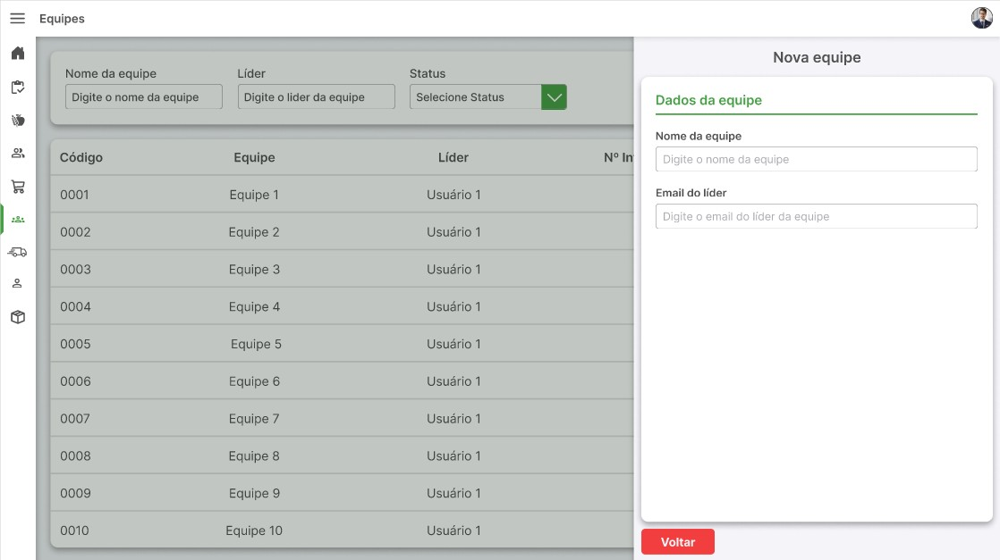 Equipes
Nome da equipe Líder Status
Digite o nome da equipe Digite o lider da equipe Selecione Status
Código Equipe Líder Nº In
0001 Equipe 1 Usuário 1
0002 Equipe 2 Usuário 1
0003 Equipe 3 Usuário 1
0004 Equipe 4 Usuário 1
0005 Equipe 5 Usuário 1
0006 Equipe 6 Usuário 1
0007 Equipe 7 Usuário 1
0008 Equipe 8 Usuário 1
0009 Equipe 9 Usuário 1
0010 Equipe 10 Usuário 1
Nova equipe
Dados da equipe
Nome da equipe
Digite o nome da equipe
Email do líder
Digite o email do líder da equipe
Voltar